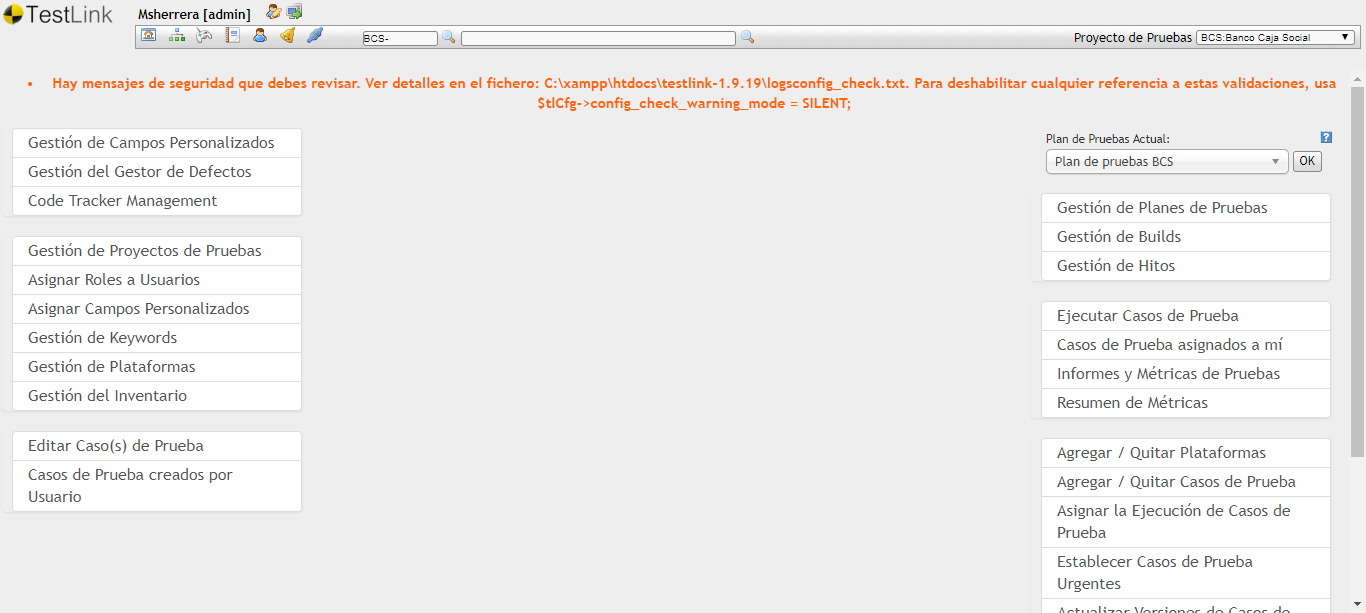 TestLink
Msherrera [admin]
BCS-
Proyecto de Pruebas BCS:Banco Caja Social
• Hay mensajes de seguridad que debes revisar. Ver detalles en el fichero: C:\xampp\htdocs\testlink-1.9.19\logsconfig_check.txt. Para deshabilitar cualquier referencia a estas validaciones, usa
$tlCfg->config_check_warning_mode = SILENT;
Gestión de Campos Personalizados
Gestión del Gestor de Defectos
Code Tracker Management
Gestión de Proyectos de Pruebas
Asignar Roles a Usuarios
Asignar Campos Personalizados
Gestión de Keywords
Gestión de Plataformas
Gestión del Inventario
Editar Caso(s) de Prueba
Casos de Prueba creados por
Usuario
Plan de Pruebas Actual:
?
Plan de pruebas BCS
OK
Gestión de Planes de Pruebas
Gestión de Builds
Gestión de Hitos
Ejecutar Casos de Prueba
Casos de Prueba asignados a mí
Informes y Métricas de Pruebas
Resumen de Métricas
Agregar / Quitar Plataformas
Agregar / Quitar Casos de Prueba
Asignar la Ejecución de Casos de
Prueba
Establecer Casos de Prueba
Urgentes
Actualizar Versiones de Casos de